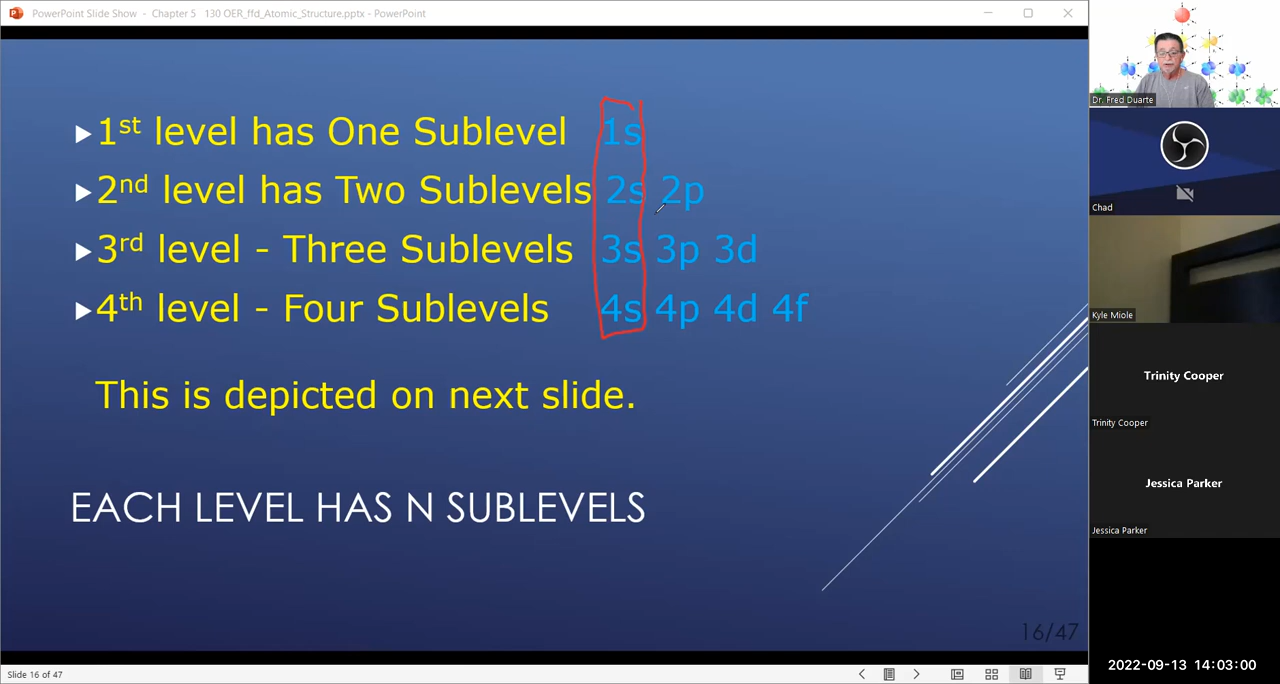 PowerPoint Slide Show - Chapter 5 130 OER_ffd_Atomic_Structure.pptx - PowerPoint
1st level has One Sublevel 1s
2nd level has Two Sublevels 2s 2p
3rd level - Three Sublevels 3s 3p 3d
4th level - Four Sublevels 4s 4p 4d 4f
This is depicted on next slide.
EACH LEVEL HAS N SUBLEVELS
16/47
Slide 16 of 47
Dr. Fred Duarte
Chad
Kyle Miole
Trinity Cooper
Trinity Cooper
Jessica Parker
Jessica Parker
2022-09-13 14:03:00